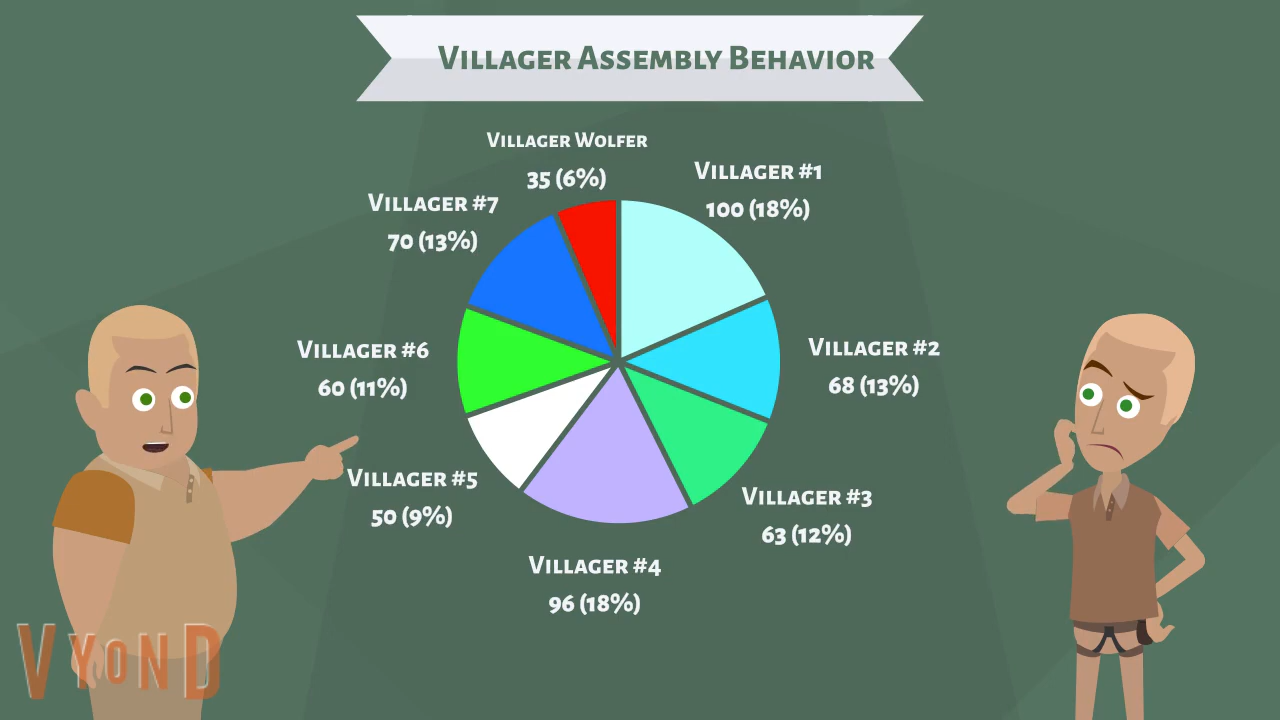 Villager Assembly Behavior
Villager Wolfer
35 (6%)
Villager #1
100 (18%)
Villager #7
70 (13%)
Villager #2
68 (13%)
Villager #6
60 (11%)
Villager #5
50 (9%)
Villager #3
63 (12%)
Villager #4
96 (18%)
VYOND